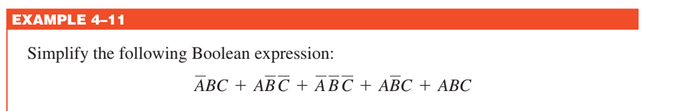 EXAMPLE 4–11
Simplify the following Boolean expression:
A̅BC + AB̅C̅ + A̅B̅C̅ + AB̅C + ABC